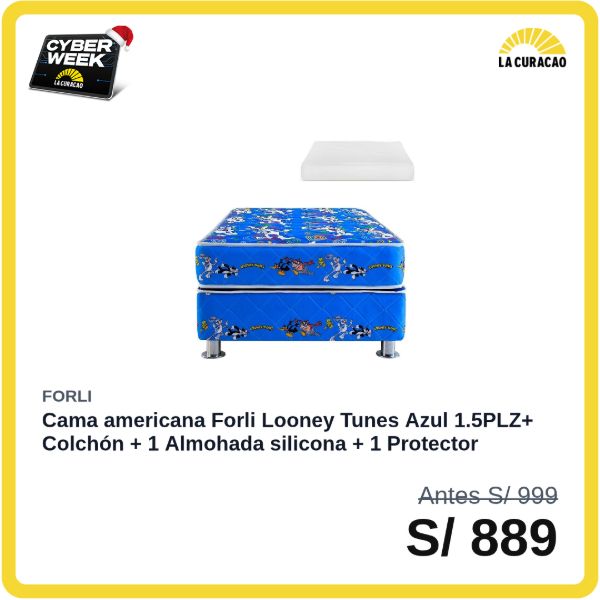 CYBER
WEEK
LA CURACAO
LA CURACAO
FORLI
Cama americana Forli Looney Tunes Azul 1.5PLZ+
Colchón + 1 Almohada silicona + 1 Protector
Antes S/ 999
S/ 889